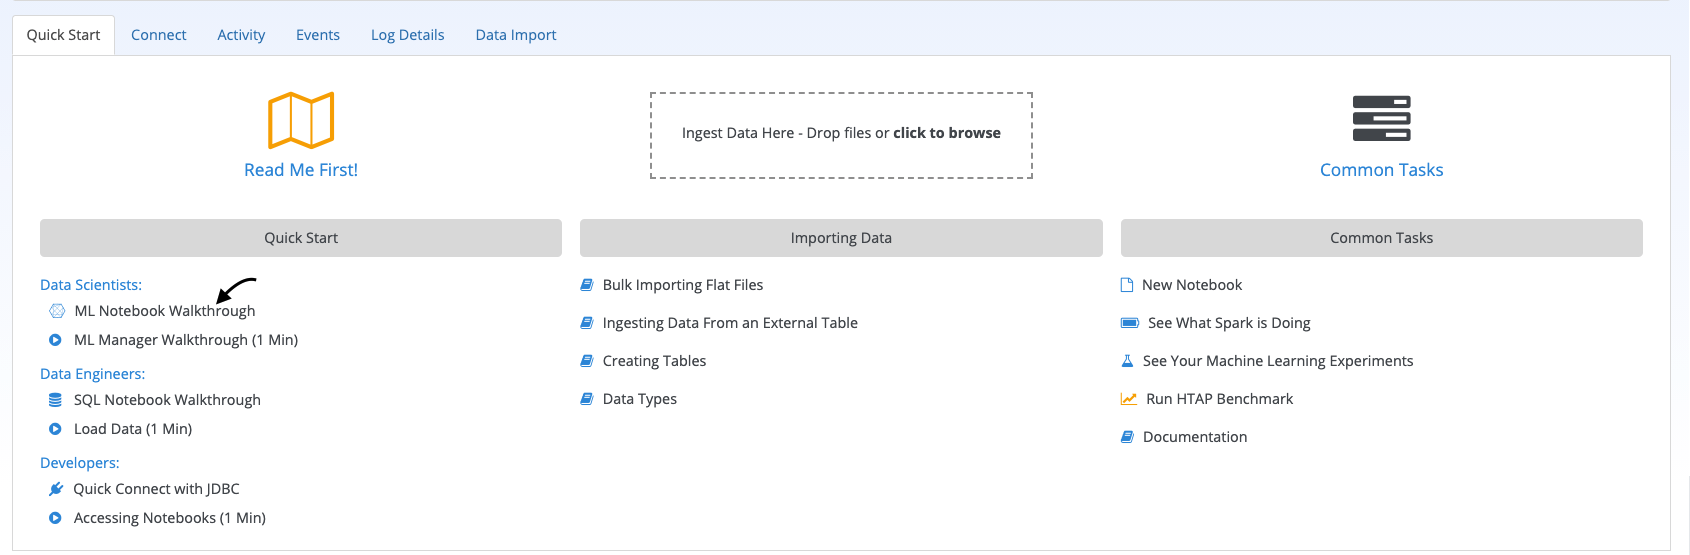 Quick Start
Connect
Activity
Events
Log Details
Data Import
Read Me First!
Ingest Data Here - Drop files or click to browse
Common Tasks
Quick Start
Data Scientists:
ML Notebook Walkthrough
ML Manager Walkthrough (1 Min)
Data Engineers:
SQL Notebook Walkthrough
Load Data (1 Min)
Developers:
Quick Connect with JDBC
Accessing Notebooks (1 Min)
Importing Data
Bulk Importing Flat Files
Ingesting Data From an External Table
Creating Tables
Data Types
Common Tasks
New Notebook
See What Spark is Doing
See Your Machine Learning Experiments
Run HTAP Benchmark
Documentation